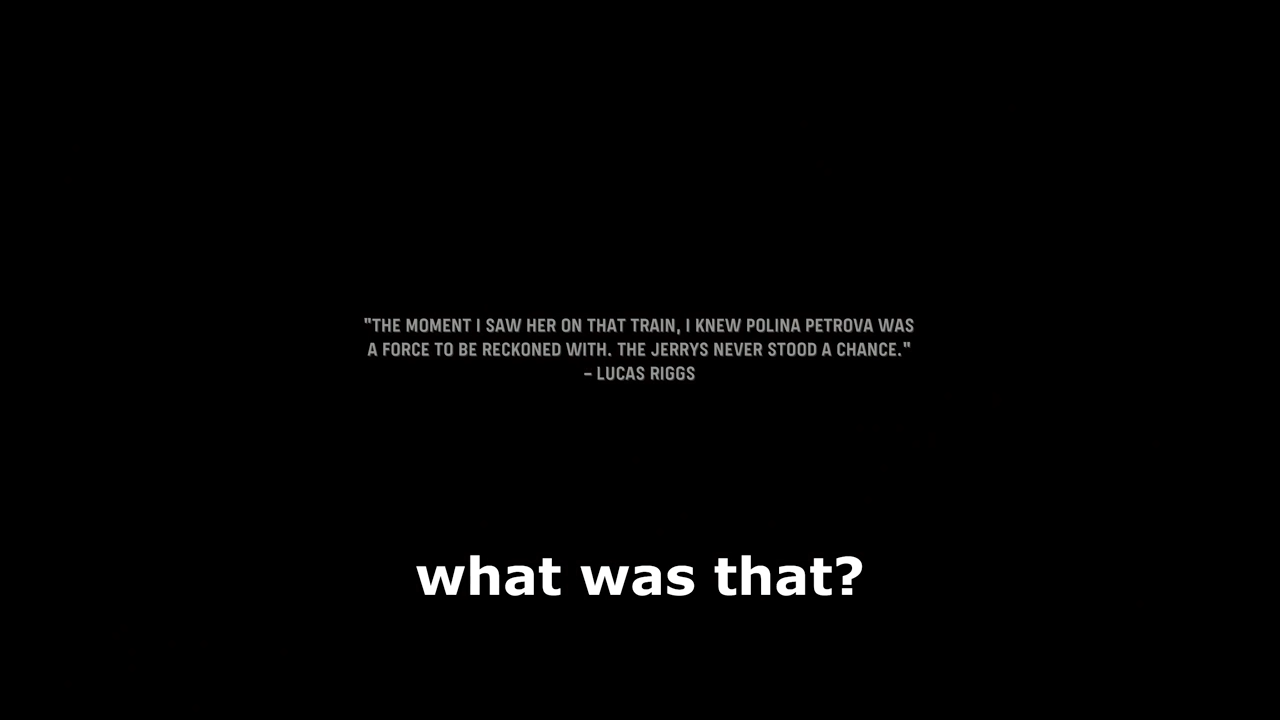 "THE MOMENT I SAW HER ON THAT TRAIN, I KNEW POLINA PETROVA WAS
A FORCE TO BE RECKONED WITH. THE JERRYS NEVER STOOD A CHANCE."
– LUCAS RIGGS
what was that?